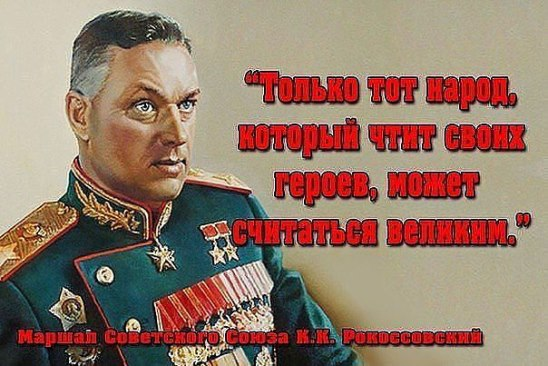 “Только тот народ,
который чтит своих
героев, может
считаться великим.”
Маршал Советского Союза К.К. Рокоссовский